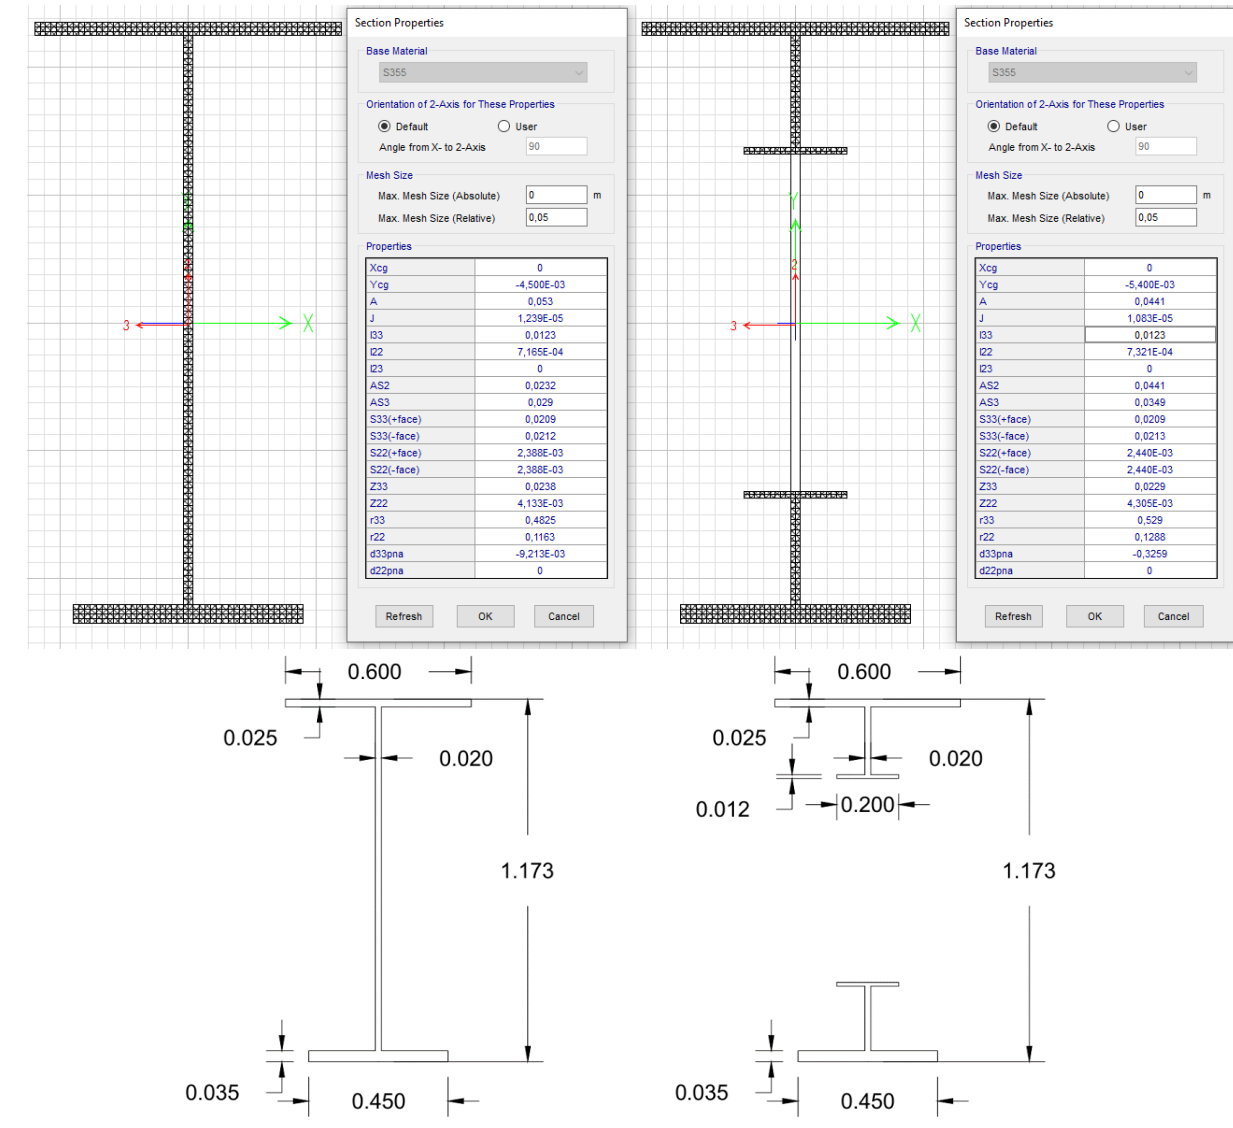 Section Properties
Base Material
S355
Orientation of 2-Axis for These Properties
Default
User
Angle from X- to 2-Axis
90
Mesh Size
Max. Mesh Size (Absolute)
0
m
Max. Mesh Size (Relative)
0,05
Properties
Xcg 0
Ycg -4,500E-03
A 0,053
J 1,239E-05
I33 0,0123
I22 7,165E-04
I23 0
AS2 0,0232
AS3 0,029
S33(+face) 0,0209
S33(-face) 0,0212
S22(+face) 2,388E-03
S22(-face) 2,388E-03
Z33 0,0238
Z22 4,133E-03
r33 0,4825
r22 0,1163
d33pna -9,213E-03
d22pna 0
Refresh OK Cancel
3
X
Section Properties
Base Material
S355
Orientation of 2-Axis for These Properties
Default
User
Angle from X- to 2-Axis
90
Mesh Size
Max. Mesh Size (Absolute)
0
m
Max. Mesh Size (Relative)
0,05
Properties
Xcg 0
Ycg -5,400E-03
A 0,0441
J 1,083E-05
I33 0,0123
I22 7,321E-04
I23 0
AS2 0,0441
AS3 0,0349
S33(+face) 0,0209
S33(-face) 0,0213
S22(+face) 2,440E-03
S22(-face) 2,440E-03
Z33 0,0229
Z22 4,305E-03
r33 0,529
r22 0,1288
d33pna -0,3259
d22pna 0
Refresh OK Cancel
Y
2
3
X
0.600
0.025
0.020
1.173
0.035
0.450
0.600
0.025
0.020
0.012
0.200
1.173
0.035
0.450